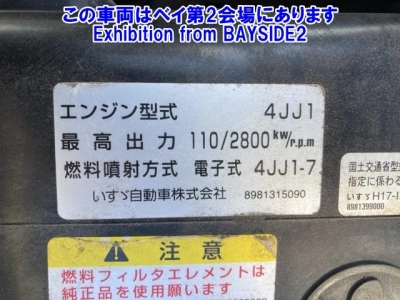 この車両はベイ第2会場にあります
Exhibition from BAYSIDE2
エンジン型式 4JJ1
最高出力 110/2800 kw/r.p.m
燃料噴射方式 電子式 4JJ1-7
いすゞ自動車株式会社 8981315090
国土交通省型式
指定に係わる
いすゞH17-I
8981399000
注意
燃料フィルタエレメントは
純正品を使用願います